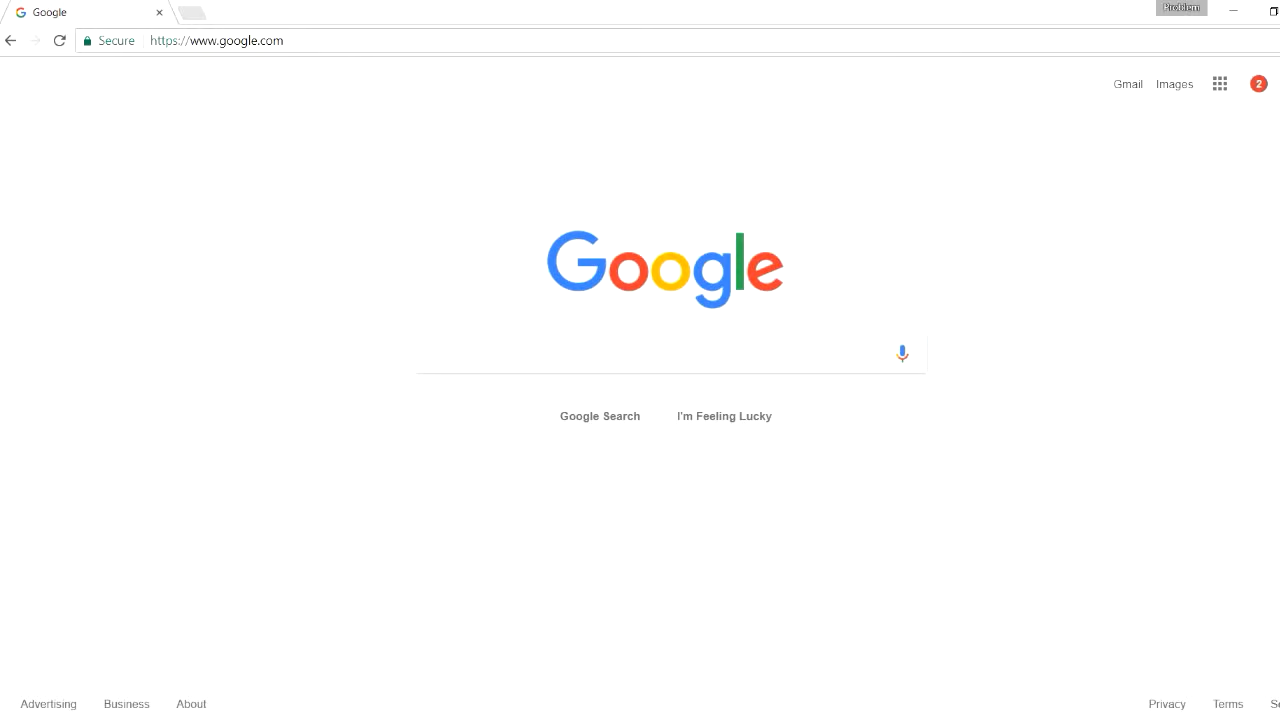 Google
Problem
Secure https://www.google.com
Gmail Images 2
Google
Google Search I'm Feeling Lucky
Advertising Business About Privacy Terms